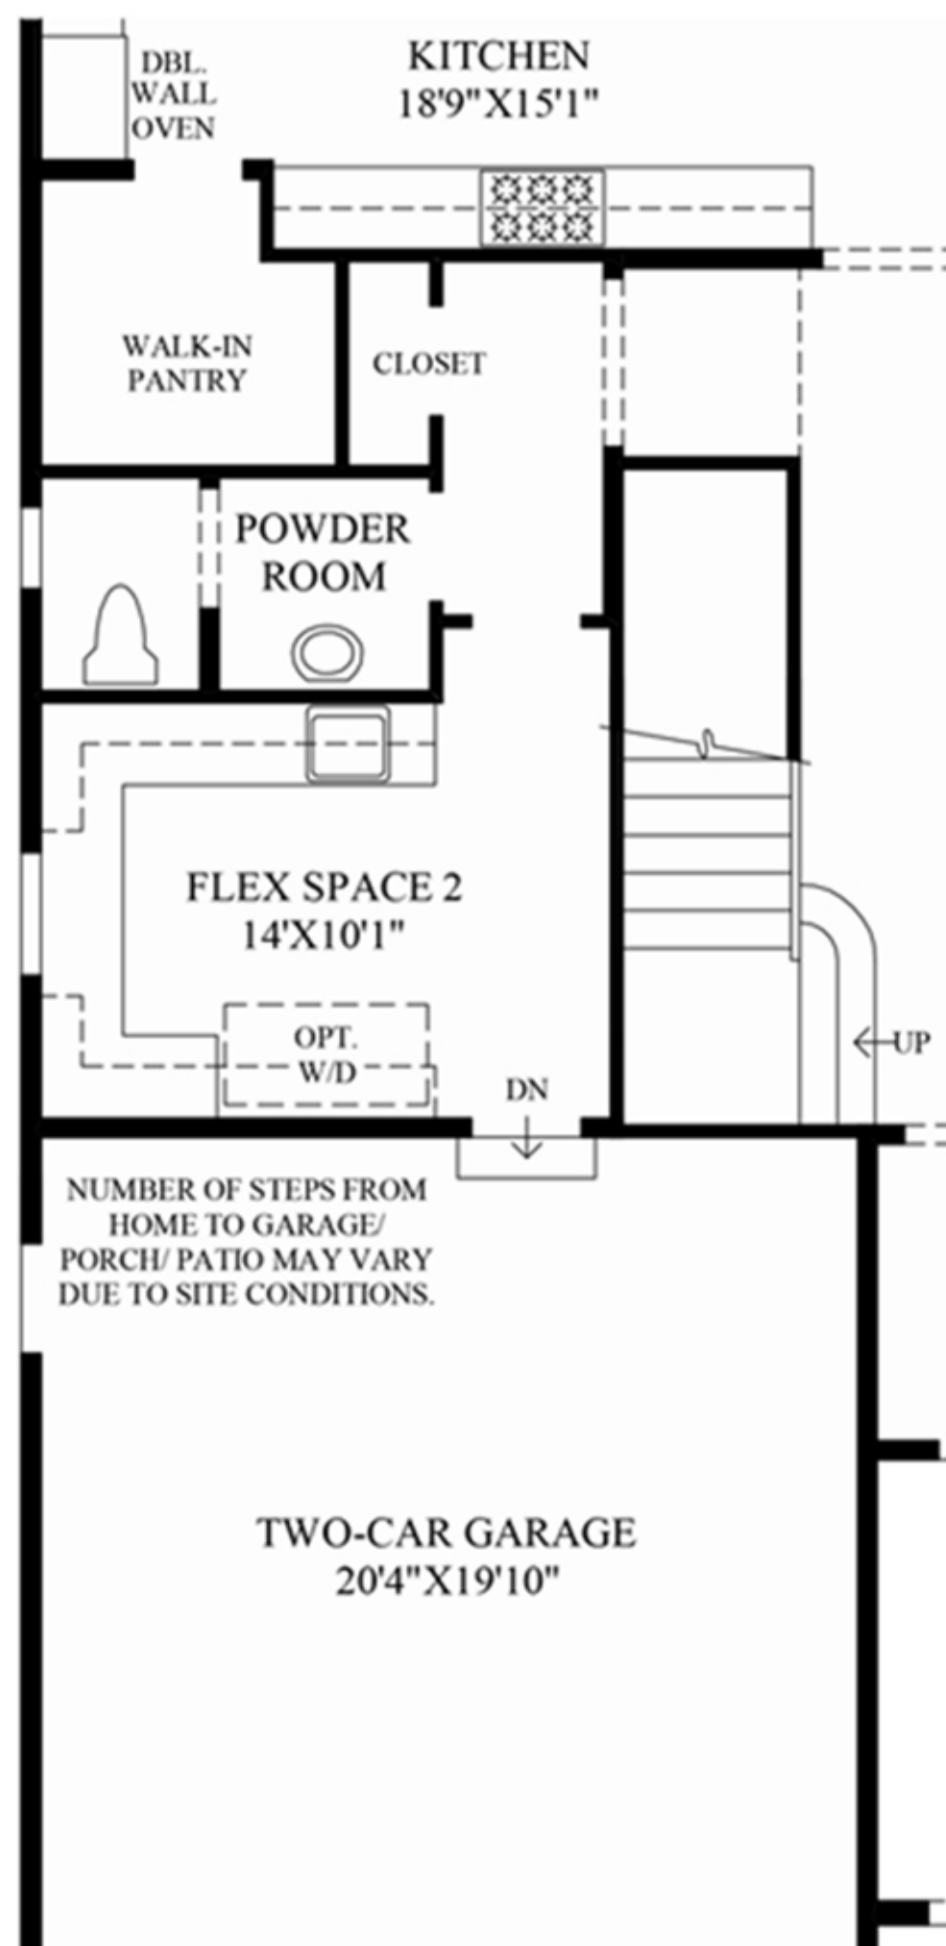 DBL.
WALL
OVEN
KITCHEN
18'9"X15'1"
WALK-IN
PANTRY
CLOSET
POWDER
ROOM
FLEX SPACE 2
14'X10'1"
OPT.
W/D
UP
DN
NUMBER OF STEPS FROM
HOME TO GARAGE/
PORCH/ PATIO MAY VARY
DUE TO SITE CONDITIONS.
TWO-CAR GARAGE
20'4"X19'10"